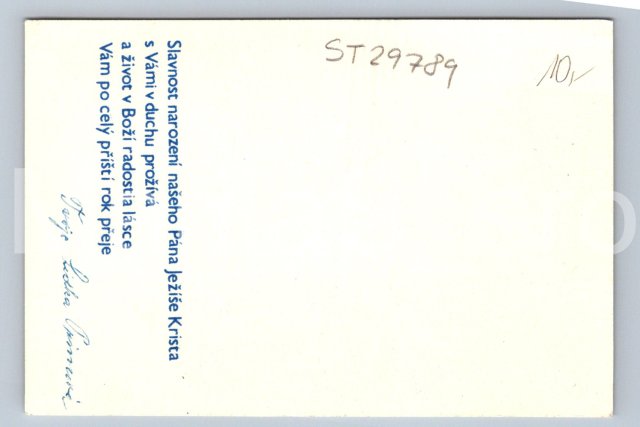 ST29789
10,-
Slavnost narození našeho Pána Ježíše Krista
s Vámi v duchu prožívá
a život v Boží radostia lásce
Vám po celý příští rok přeje